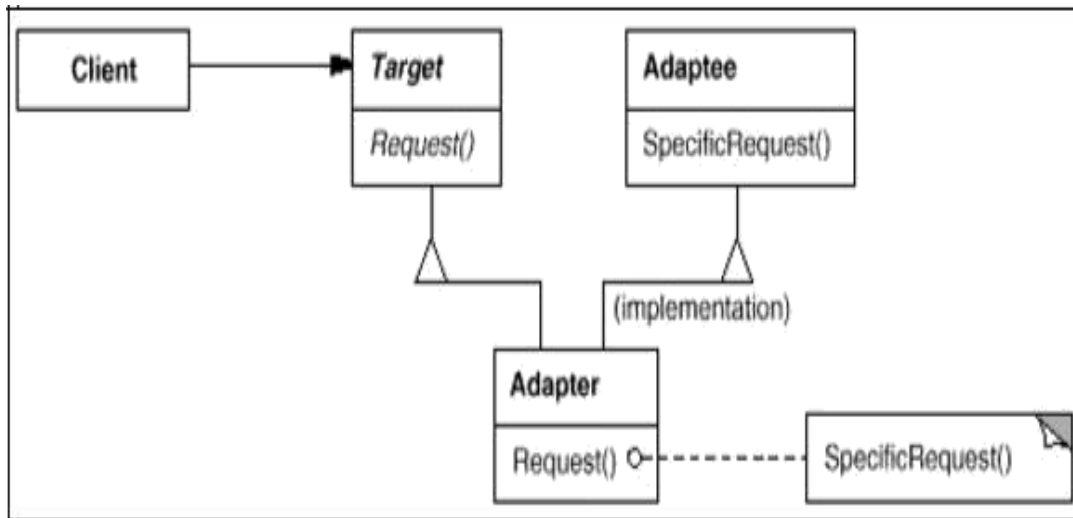 Client
Target
Request()
Adaptee
SpecificRequest()
(implementation)
Adapter
Request()
SpecificRequest()